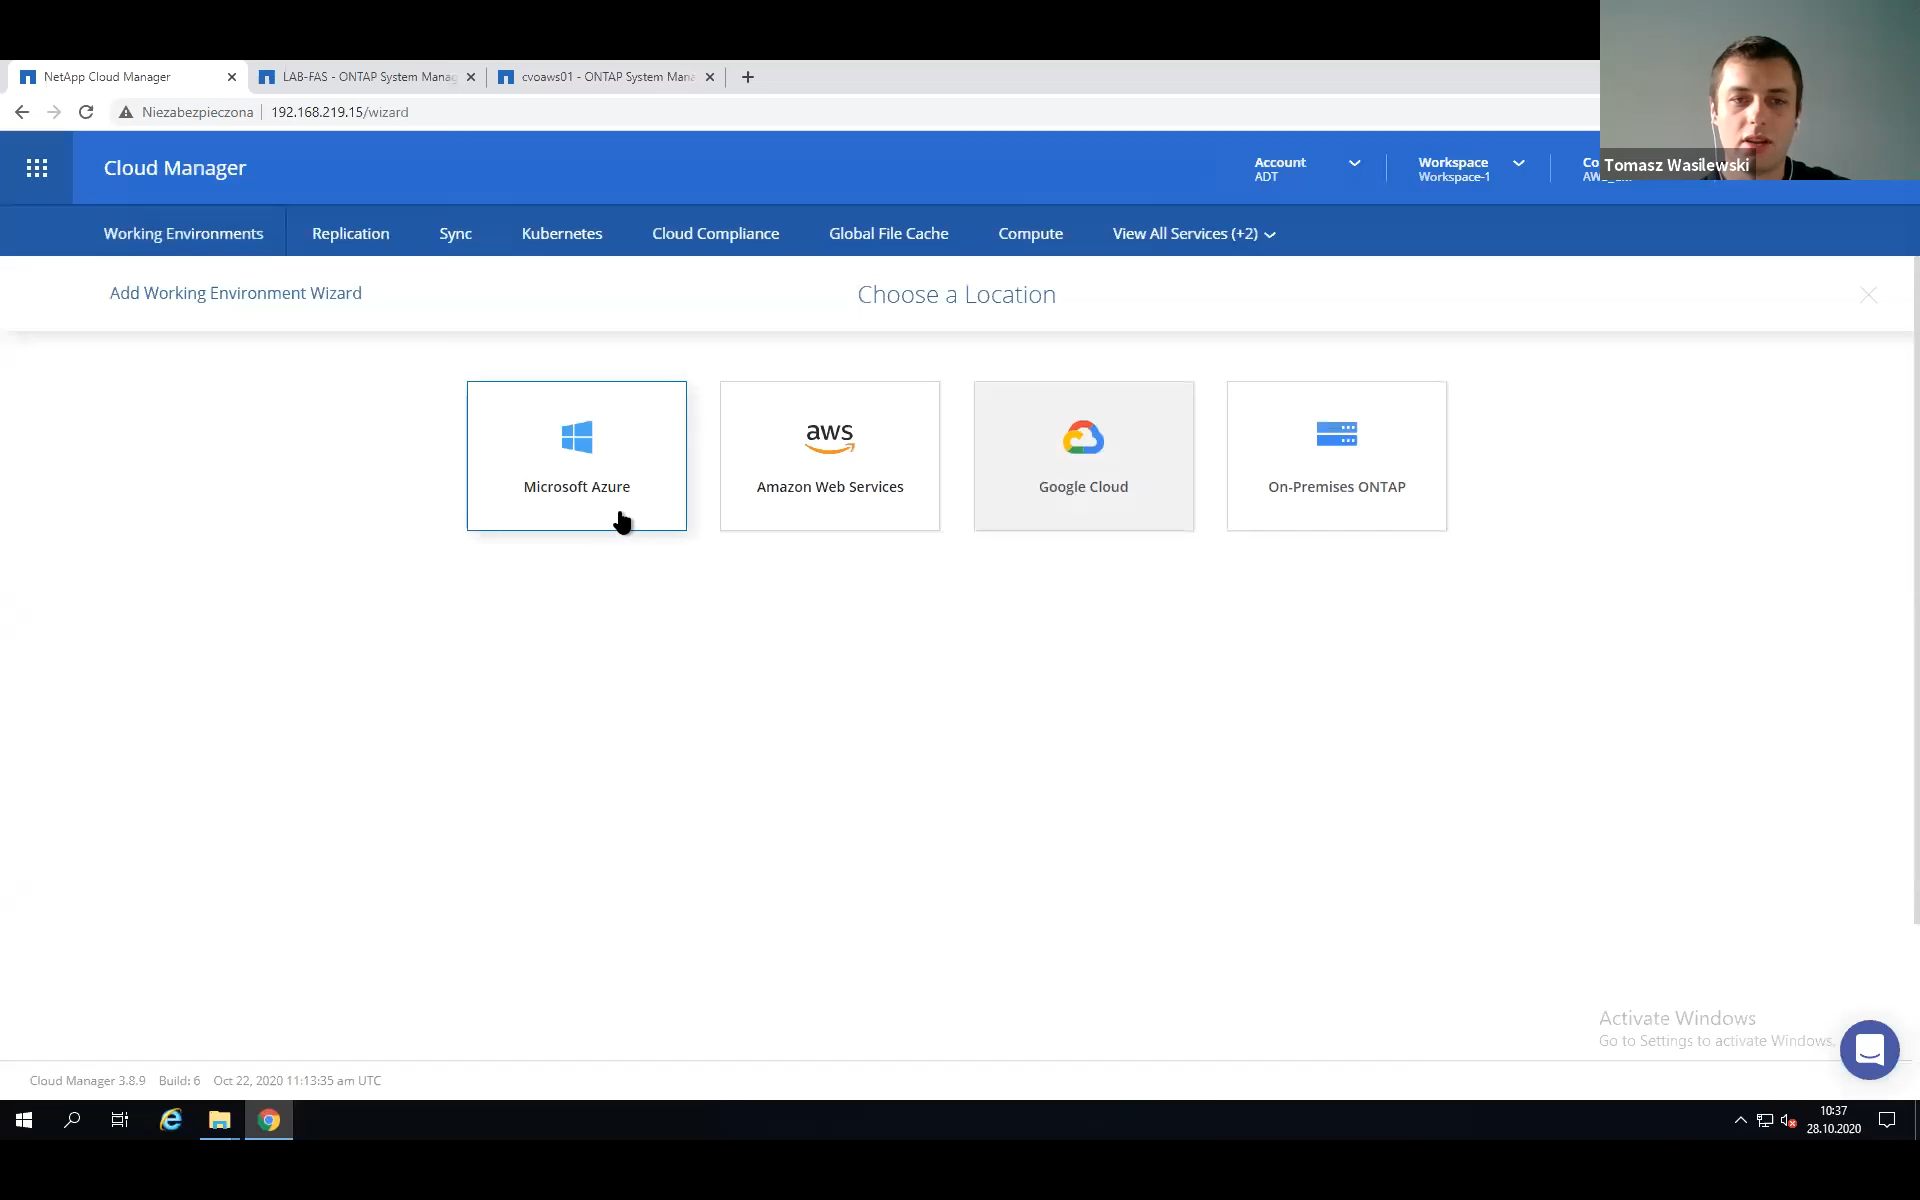 NetApp Cloud Manager
LAB-FAS - ONTAP System Manag
cvoaws01 - ONTAP System Mana
Niezabezpieczona
192.168.219.15/wizard
Cloud Manager
Account
ADT
Workspace
Workspace-1
Co
Tomasz Wasilewski
Working Environments
Replication
Sync
Kubernetes
Cloud Compliance
Global File Cache
Compute
View All Services (+2)
Add Working Environment Wizard
Choose a Location
Microsoft Azure
aws
Amazon Web Services
Google Cloud
On-Premises ONTAP
Activate Windows
Go to Settings to activate Windows.
Cloud Manager 3.8.9 Build: 6 Oct 22, 2020 11:13:35 am UTC
10:37
28.10.2020